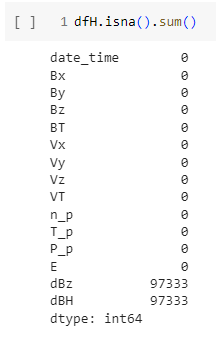 [ ] 1 dfH.isna().sum()
date_time 0
Bx 0
By 0
Bz 0
BT 0
Vx 0
Vy 0
Vz 0
VT 0
n_p 0
T_p 0
P_p 0
E 0
dBz 97333
dBH 97333
dtype: int64